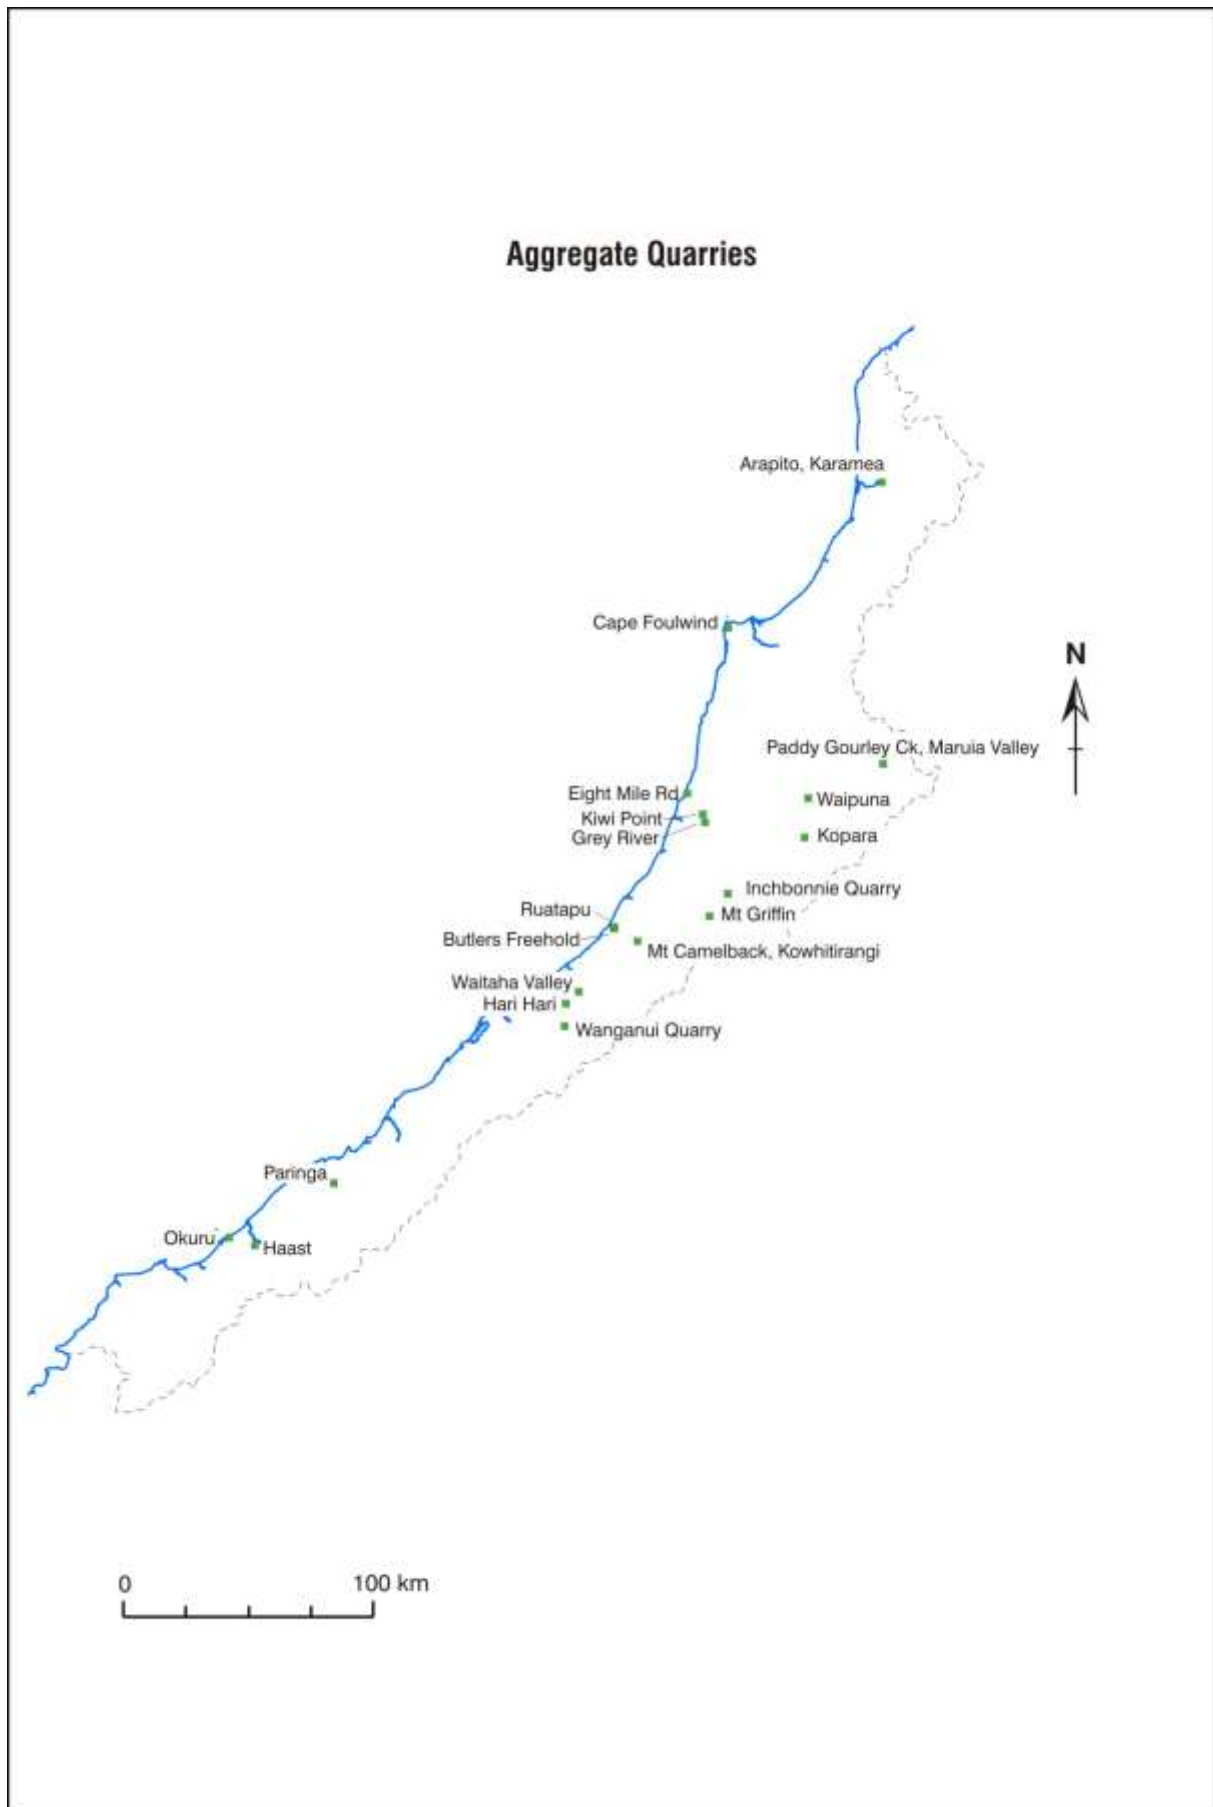 Aggregate Quarries
Arapito, Karamea
Cape Foulwind
N
Paddy Gourley Ck, Maruia Valley
Eight Mile Rd
Waipuna
Kiwi Point
Grey River
Kopara
Inchbonnie Quarry
Ruatapu
Mt Griffin
Butlers Freehold
Mt Camelback, Kowhitirangi
Waitaha Valley
Hari Hari
Wanganui Quarry
Paringa
Okuru
Haast
0 100 km